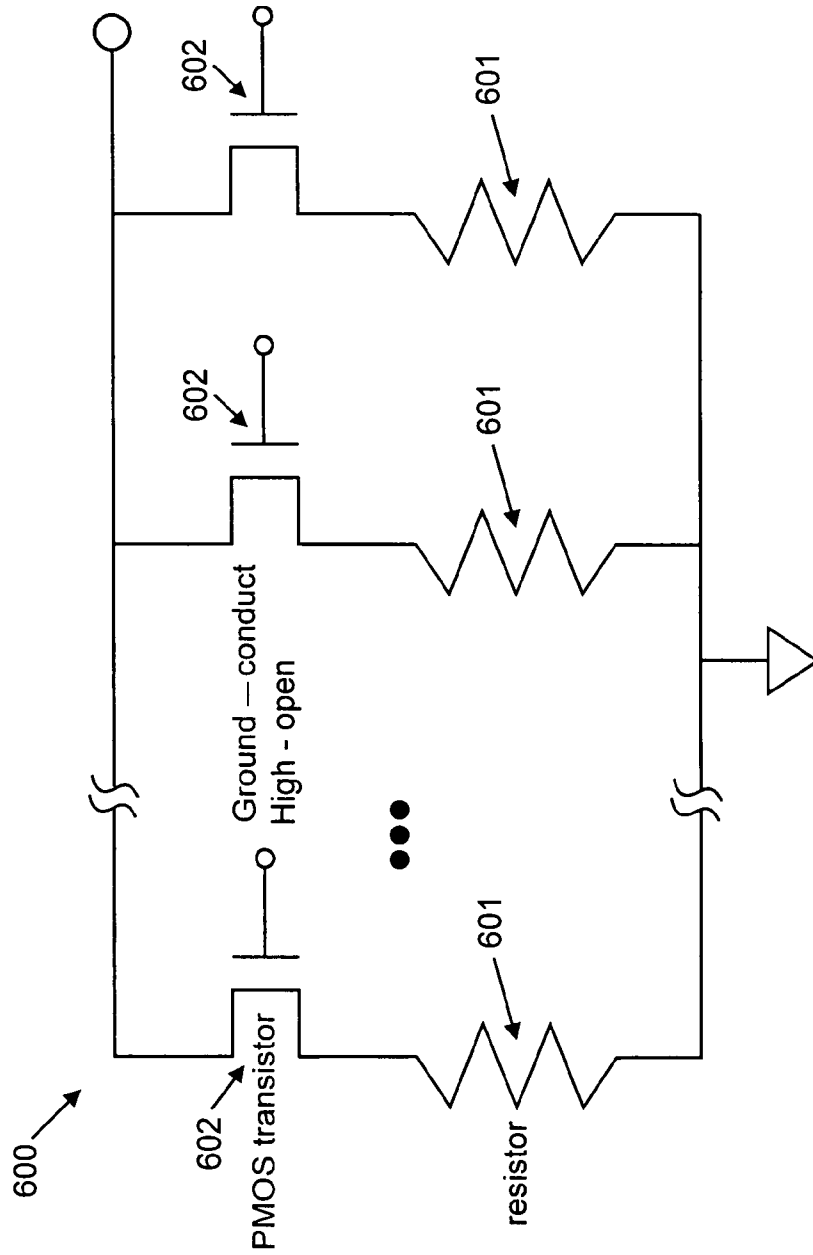 600
602
PMOS transistor
Ground — conduct
High - open
602
602
601
resistor
601
601